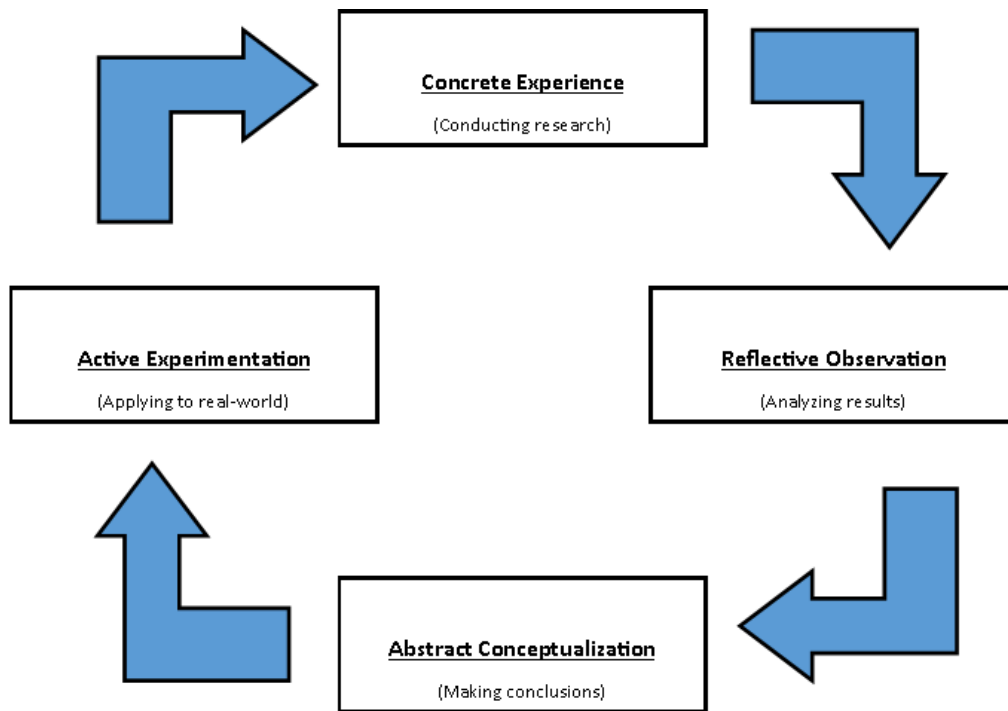 Concrete Experience
(Conducting research)
Active Experimentation
(Applying to real-world)
Reflective Observation
(Analyzing results)
Abstract Conceptualization
(Making conclusions)